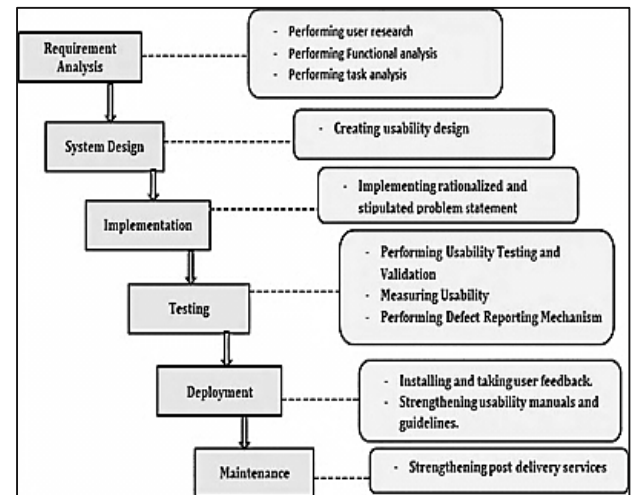 Requirement
Analysis
- Performing user research
- Performing Functional analysis
- Performing task analysis
System Design
- Creating usability design
Implementation
- Implementing rationalized and
stipulated problem statement
Testing
- Performing Usability Testing and
Validation
- Measuring Usability
- Performing Defect Reporting Mechanism
Deployment
- Installing and taking user feedback.
- Strengthening usability manuals and
guidelines.
Maintenance
- Strengthening post delivery services